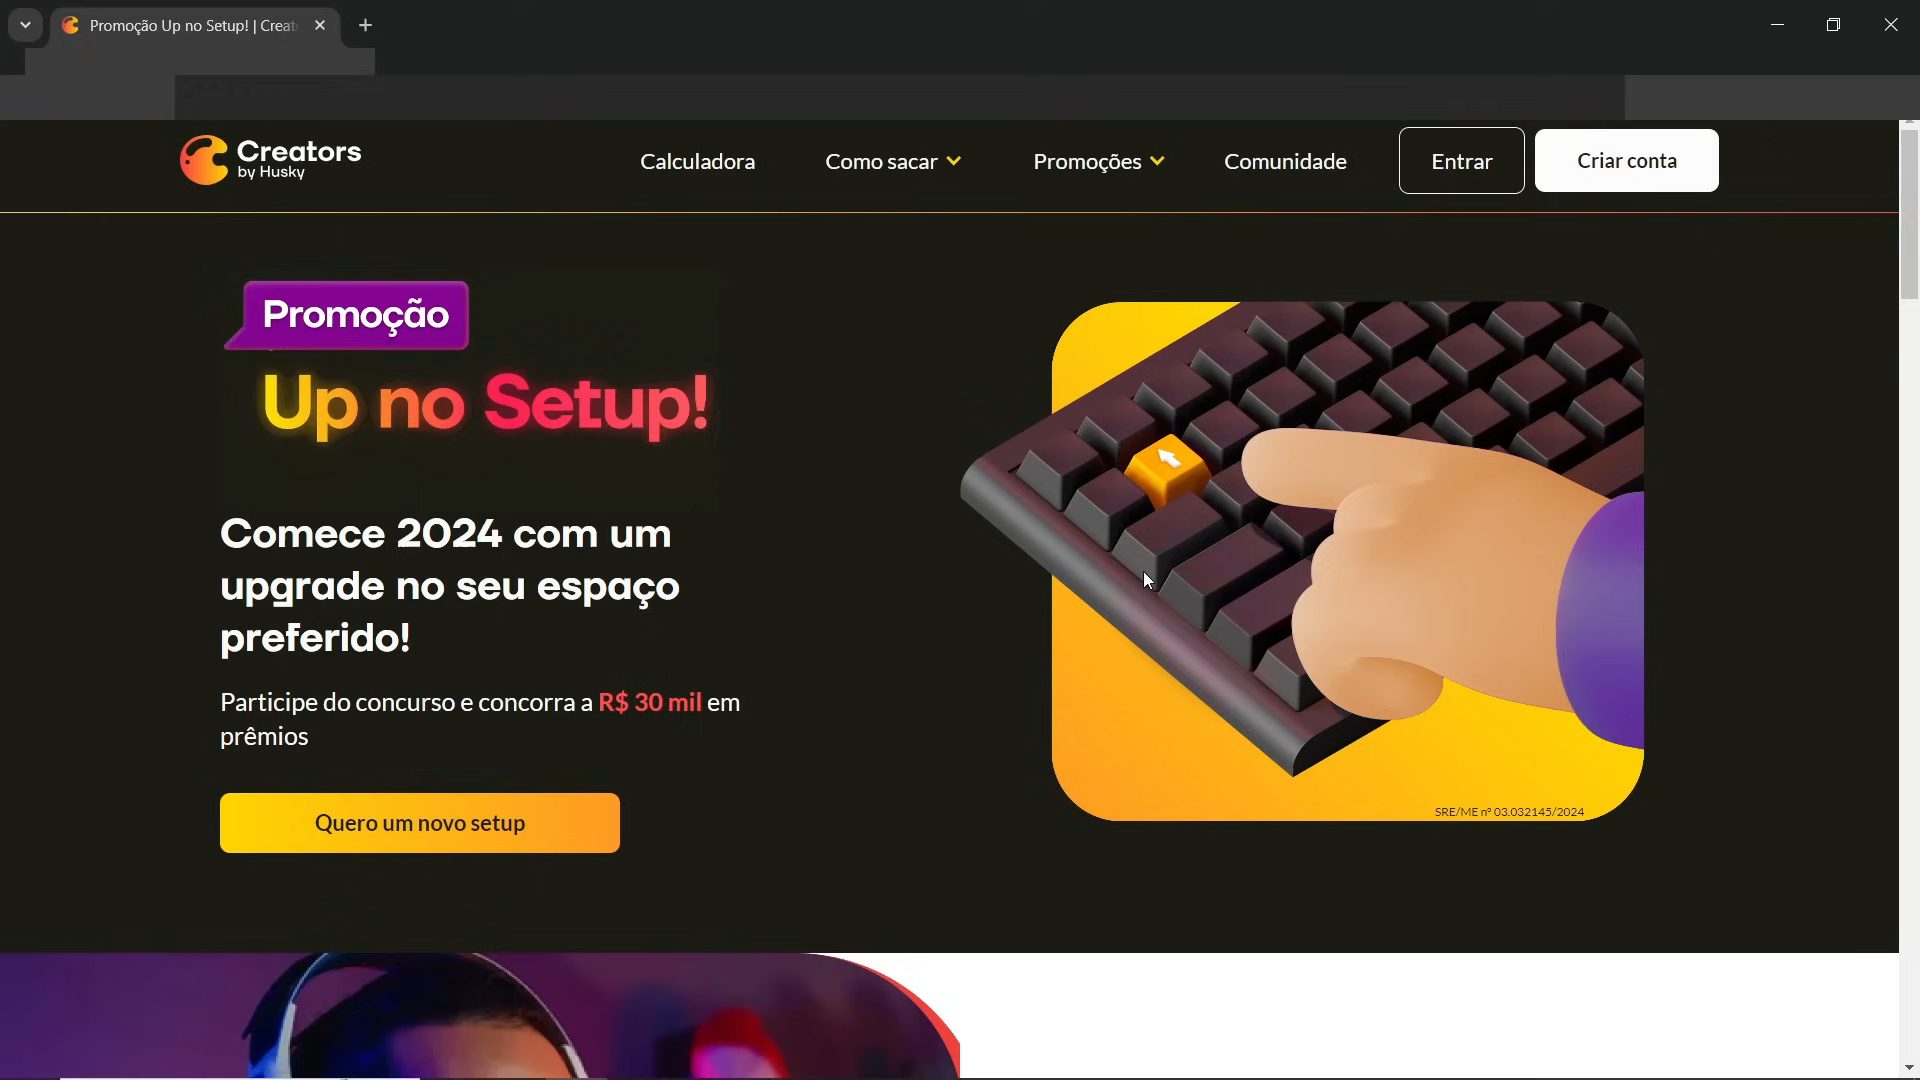 Promoção Up no Setup! | Creat
Creators
by Husky
Calculadora
Como sacar
Promoções
Comunidade
Entrar
Criar conta
Promoção
Up no Setup!
Comece 2024 com um
upgrade no seu espaço
preferido!
Participe do concurso e concorra a R$ 30 mil em
prêmios
Quero um novo setup
SRE/ME nº 03.032145/2024